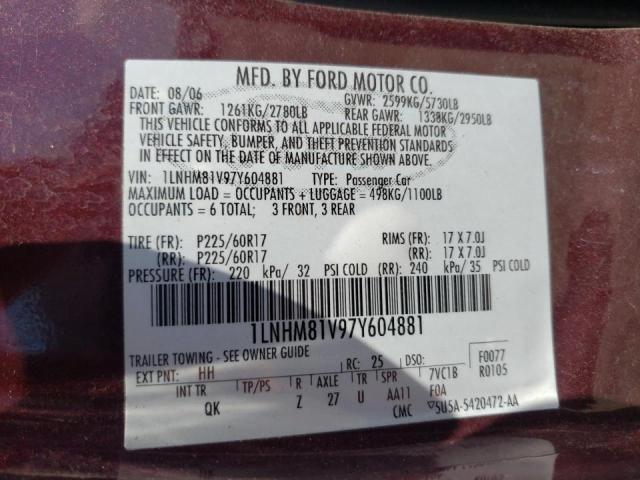 MFD. BY FORD MOTOR CO.
DATE: 08/06 GVWR: 2599KG/5730LB
FRONT GAWR: 1261KG/2780LB REAR GAWR: 1338KG/2950LB
THIS VEHICLE CONFORMS TO ALL APPLICABLE FEDERAL MOTOR
VEHICLE SAFETY, BUMPER, AND THEFT PREVENTION STANDARDS
IN EFFECT ON THE DATE OF MANUFACTURE SHOWN ABOVE.
VIN: 1LNHM81V97Y604881 TYPE: Passenger Car
MAXIMUM LOAD = OCCUPANTS + LUGGAGE = 498KG/1100LB
OCCUPANTS = 6 TOTAL; 3 FRONT, 3 REAR
TIRE (FR): P225/60R17 RIMS (FR): 17 X 7.0J
(RR): P225/60R17 (RR): 17 X 7.0J
PRESSURE (FR): 220 kPa/ 32 PSI COLD (RR): 240 kPa/ 35 PSI COLD
1LNHM81V97Y604881
TRAILER TOWING - SEE OWNER GUIDE
EXT PNT: HH RC: 25 DSO: F0077
R0105
INT TR TP/PS R AXLE TR SPR 7VC1B
QK Z 27 U AA11 F0A
CMC ▽5U5A-5420472-AA